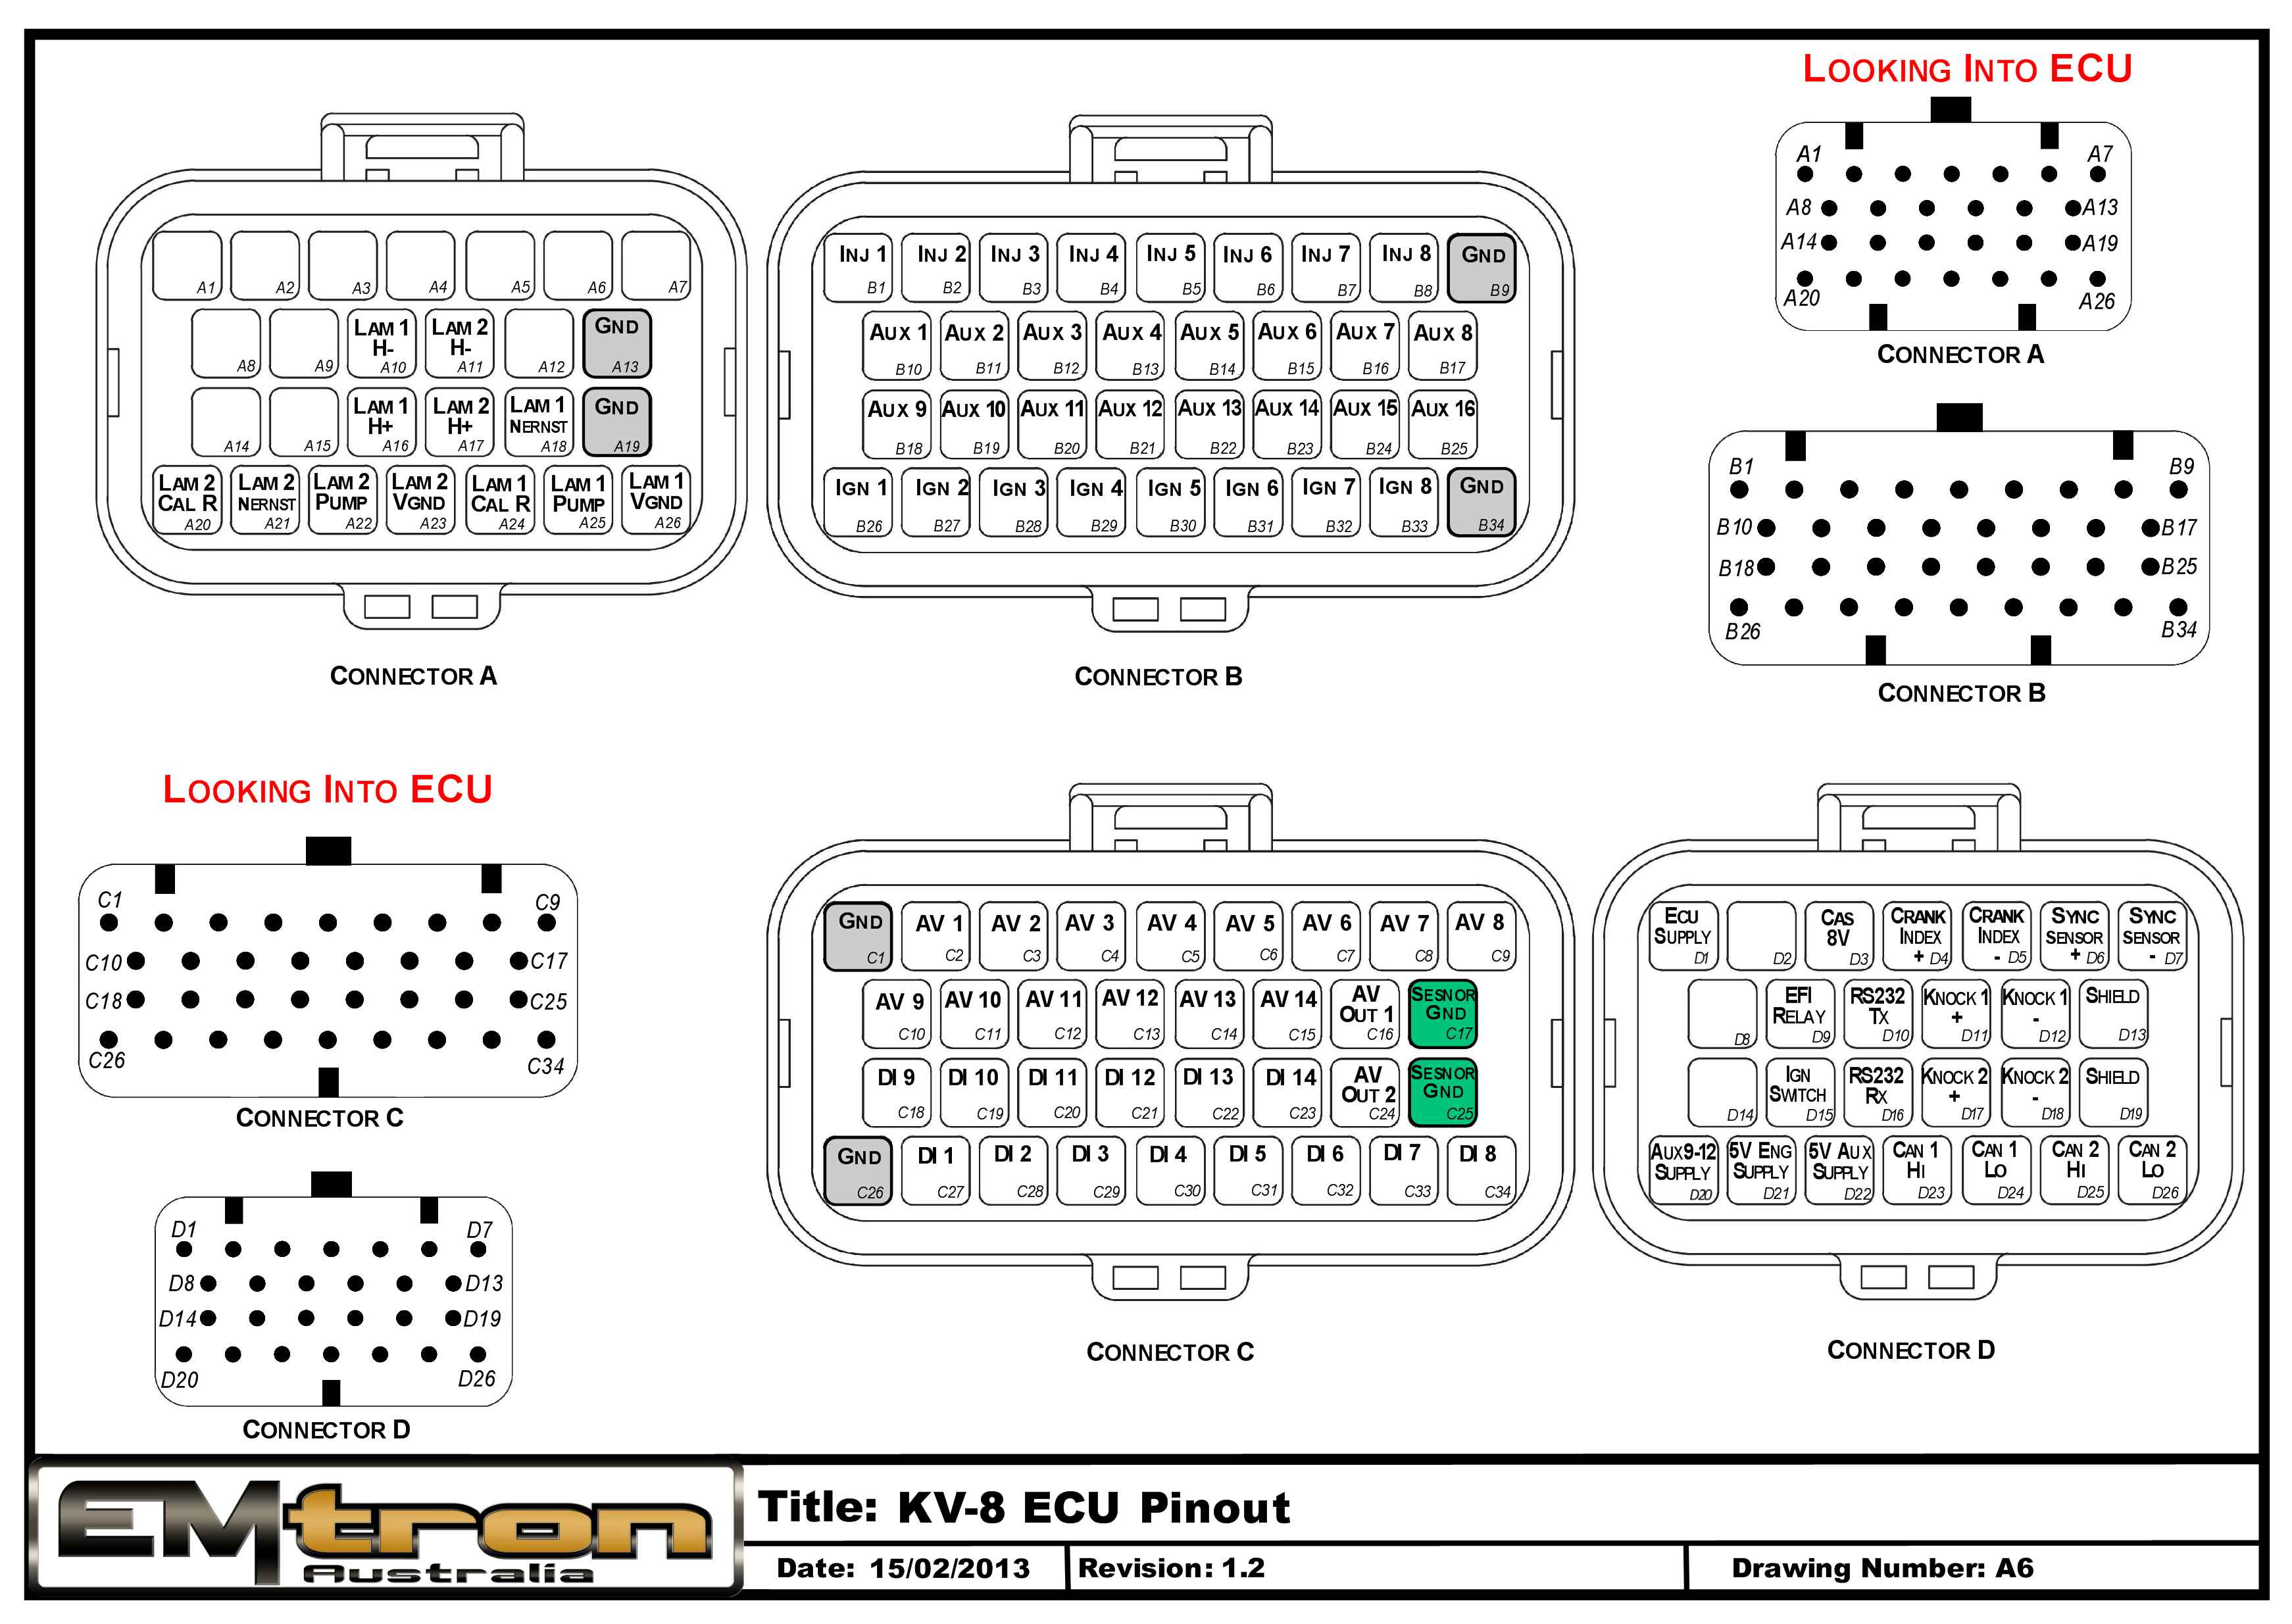 LOOKING INTO ECU
A1 A2 A3 A4 A5 A6 A7
A8 A9 LAM 1 H- A10 LAM 2 H- A11 A12 GND A13
A14 A15 LAM 1 H+ A16 LAM 2 H+ A17 LAM 1 NERNST A18 GND A19
LAM 2 CAL R A20 LAM 2 NERNST A21 LAM 2 PUMP A22 LAM 2 VGND A23 LAM 1 CAL R A24 LAM 1 PUMP A25 LAM 1 VGND A26
CONNECTOR A
INJ 1 B1 INJ 2 B2 INJ 3 B3 INJ 4 B4 INJ 5 B5 INJ 6 B6 INJ 7 B7 INJ 8 B8 GND B9
AUX 1 B10 AUX 2 B11 AUX 3 B12 AUX 4 B13 AUX 5 B14 AUX 6 B15 AUX 7 B16 AUX 8 B17
AUX 9 B18 AUX 10 B19 AUX 11 B20 AUX 12 B21 AUX 13 B22 AUX 14 B23 AUX 15 B24 AUX 16 B25
IGN 1 B26 IGN 2 B27 IGN 3 B28 IGN 4 B29 IGN 5 B30 IGN 6 B31 IGN 7 B32 IGN 8 B33 GND B34
CONNECTOR B
A1 A7
A8 A13
A14 A19
A20 A26
CONNECTOR A
B1 B9
B10 B17
B18 B25
B26 B34
CONNECTOR B
LOOKING INTO ECU
C1 C9
C10 C17
C18 C25
C26 C34
CONNECTOR C
D1 D7
D8 D13
D14 D19
D20 D26
CONNECTOR D
GND C1 AV 1 C2 AV 2 C3 AV 3 C4 AV 4 C5 AV 5 C6 AV 6 C7 AV 7 C8 AV 8 C9
AV 9 C10 AV 10 C11 AV 11 C12 AV 12 C13 AV 13 C14 AV 14 C15 AV OUT 1 C16 SESNOR GND C17
DI 9 C18 DI 10 C19 DI 11 C20 DI 12 C21 DI 13 C22 DI 14 C23 AV OUT 2 C24 SESNOR GND C25
GND C26 DI 1 C27 DI 2 C28 DI 3 C29 DI 4 C30 DI 5 C31 DI 6 C32 DI 7 C33 DI 8 C34
CONNECTOR C
ECU SUPPLY D1 D2 CAS 8V D3 CRANK INDEX + D4 CRANK INDEX - D5 SYNC SENSOR + D6 SYNC SENSOR - D7
D8 EFI RELAY D9 RS232 TX D10 KNOCK 1 + D11 KNOCK 1 - D12 SHIELD D13
D14 IGN SWITCH D15 RS232 RX D16 KNOCK 2 + D17 KNOCK 2 - D18 SHIELD D19
AUX9-12 SUPPLY D20 5V ENG SUPPLY D21 5V AUX SUPPLY D22 CAN 1 HI D23 CAN 1 LO D24 CAN 2 HI D25 CAN 2 LO D26
CONNECTOR D
EMtron
Australia
Title: KV-8 ECU Pinout
Date: 15/02/2013
Revision: 1.2
Drawing Number: A6